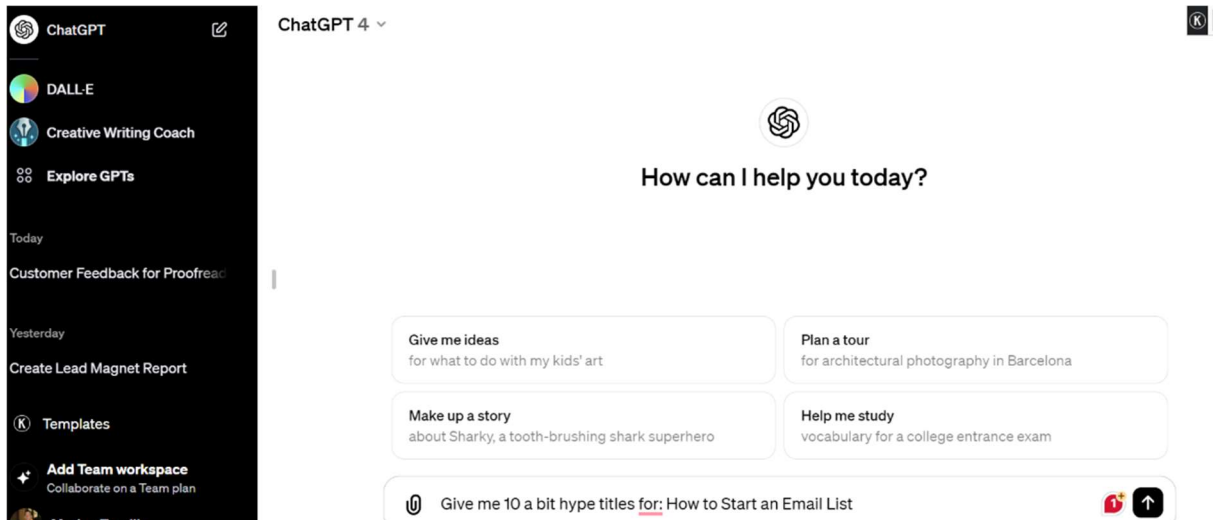 ChatGPT
DALL·E
Creative Writing Coach
Explore GPTs
Today
Customer Feedback for Proofread
Yesterday
Create Lead Magnet Report
K Templates
Add Team workspace
Collaborate on a Team plan
ChatGPT 4
K
How can I help you today?
Give me ideas
for what to do with my kids' art
Plan a tour
for architectural photography in Barcelona
Make up a story
about Sharky, a tooth-brushing shark superhero
Help me study
vocabulary for a college entrance exam
Give me 10 a bit hype titles for: How to Start an Email List
1+